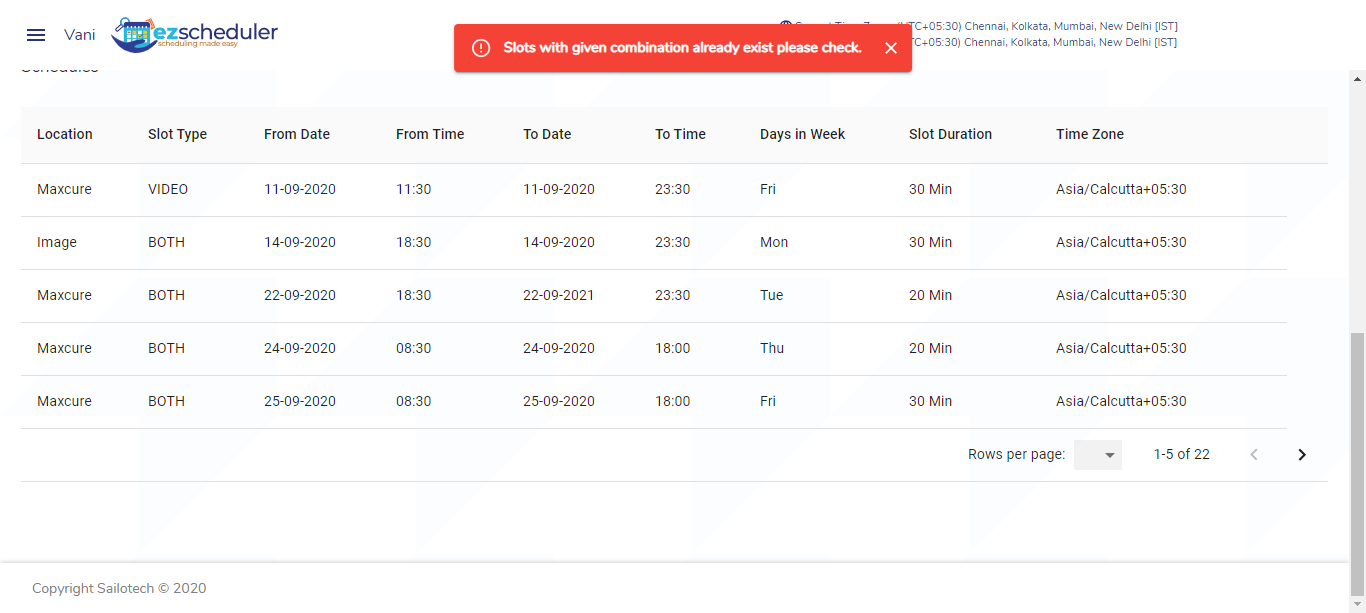 Vani
ezscheduler
scheduling made easy
Slots with given combination already exist please check.
(UTC+05:30) Chennai, Kolkata, Mumbai, New Delhi [IST]
+05:30) Chennai, Kolkata, Mumbai, New Delhi [IST]
Schedules
Location Slot Type From Date From Time To Date To Time Days in Week Slot Duration Time Zone
Maxcure VIDEO 11-09-2020 11:30 11-09-2020 23:30 Fri 30 Min Asia/Calcutta+05:30
Image BOTH 14-09-2020 18:30 14-09-2020 23:30 Mon 30 Min Asia/Calcutta+05:30
Maxcure BOTH 22-09-2020 18:30 22-09-2021 23:30 Tue 20 Min Asia/Calcutta+05:30
Maxcure BOTH 24-09-2020 08:30 24-09-2020 18:00 Thu 20 Min Asia/Calcutta+05:30
Maxcure BOTH 25-09-2020 08:30 25-09-2020 18:00 Fri 30 Min Asia/Calcutta+05:30
Rows per page: 1-5 of 22
Copyright Sailotech © 2020